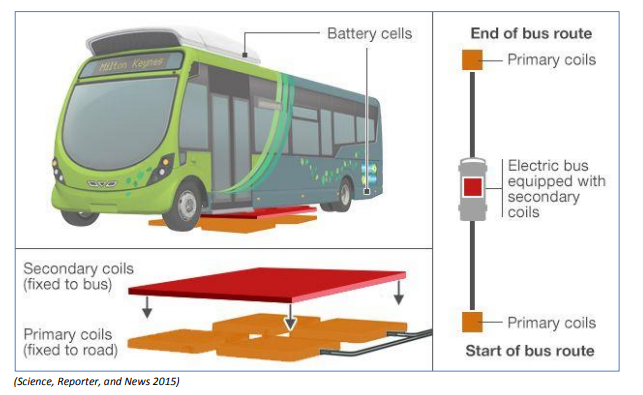 Milton Keynes
Battery cells
Secondary coils
(fixed to bus)
Primary coils
(fixed to road)
End of bus route
Primary coils
Electric bus
equipped with
secondary
coils
Primary coils
Start of bus route
(Science, Reporter, and News 2015)